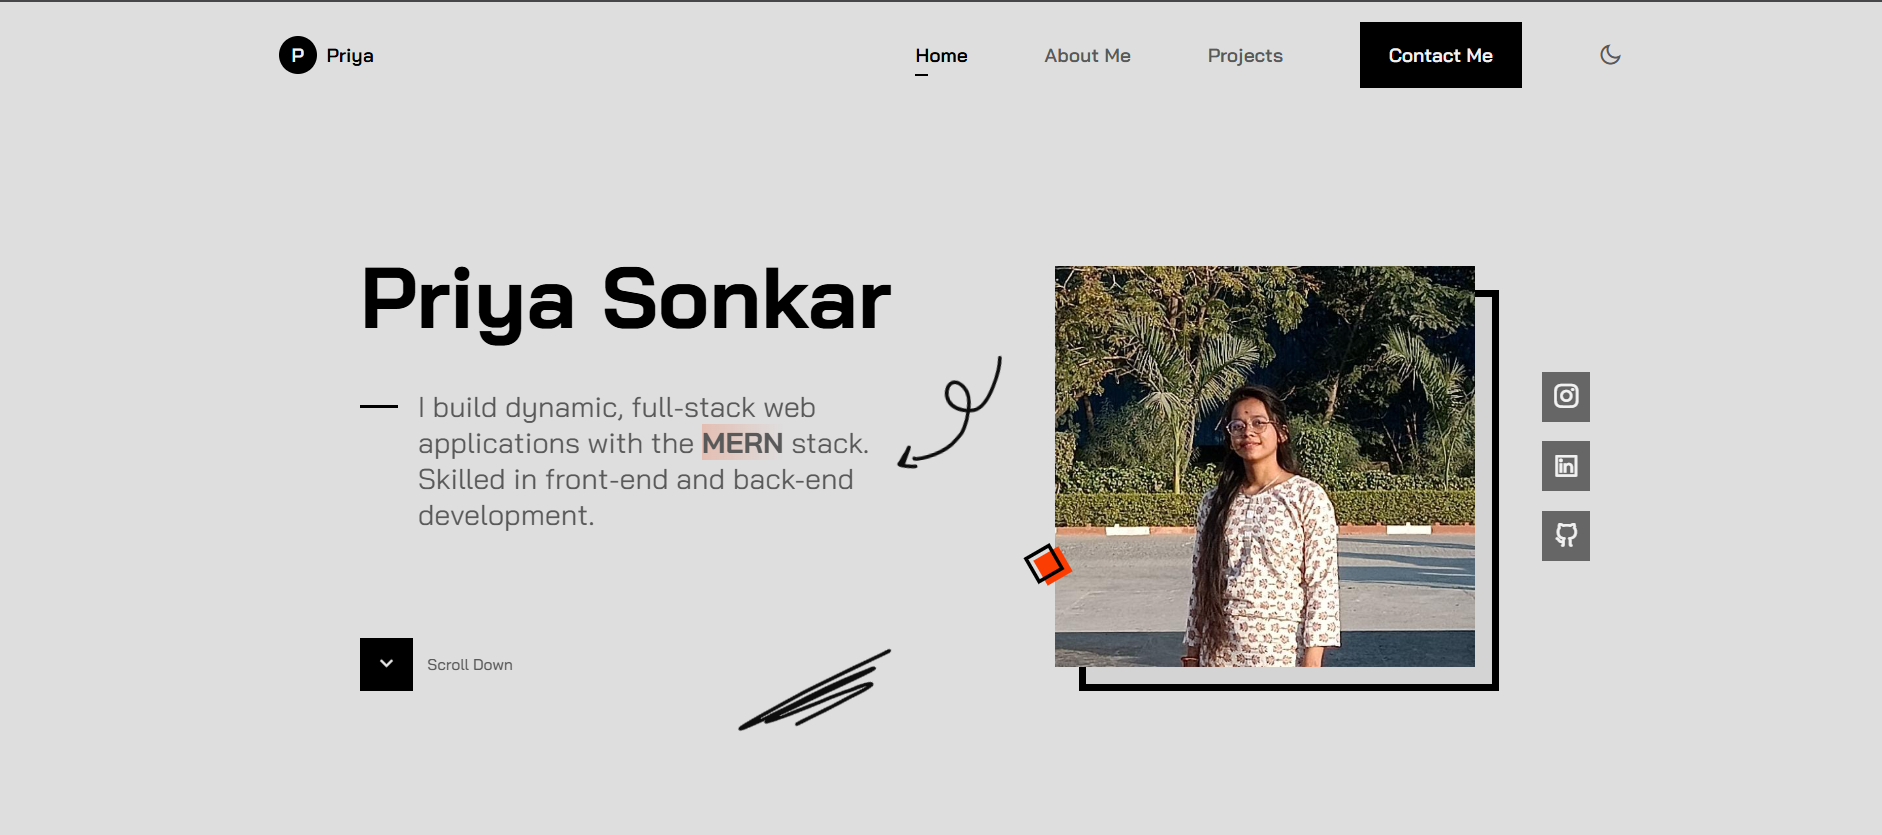 P Priya
Home
About Me
Projects
Contact Me
Priya Sonkar
I build dynamic, full-stack web
applications with the MERN stack.
Skilled in front-end and back-end
development.
in
Scroll Down